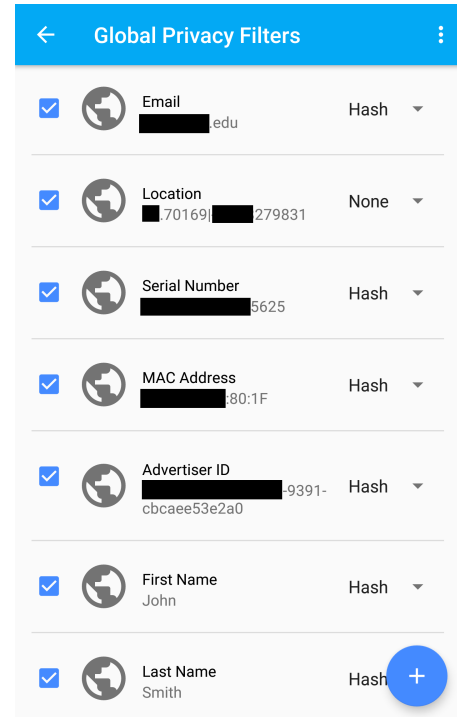 Global Privacy Filters
Email
.edu
Hash
Location
.70169|- 279831
None
Serial Number
5625
Hash
MAC Address
:80:1F
Hash
Advertiser ID
-9391-
cbcaee53e2a0
Hash
First Name
John
Hash
Last Name
Smith
Hash